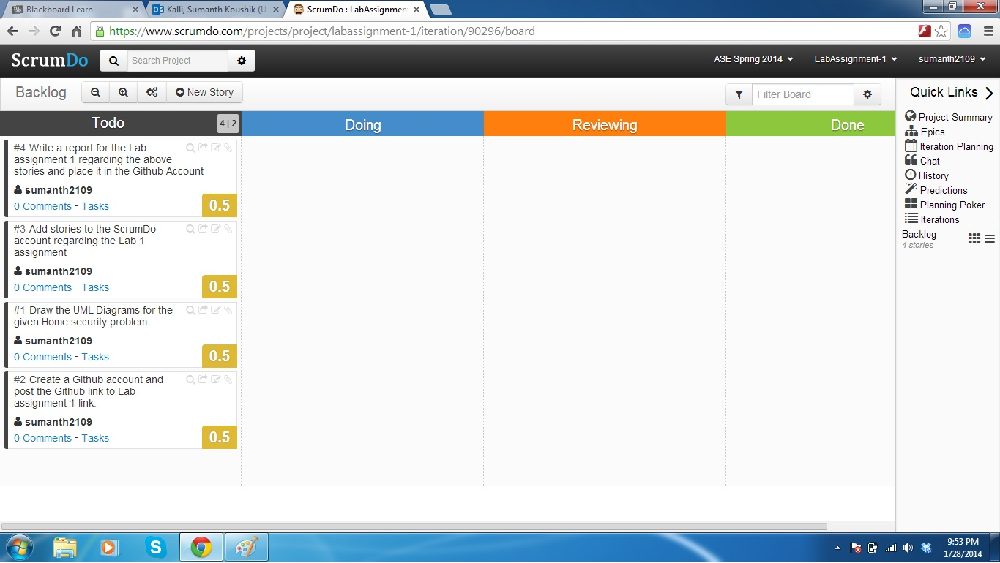 Blackboard Learn
Kalli, Sumanth Koushik (U
ScrumDo : LabAssignmen
https://www.scrumdo.com/projects/project/labassignment-1/iteration/90296/board
ScrumDo
Search Project
ASE Spring 2014
LabAssignment-1
sumanth2109
Backlog
New Story
Filter Board
Quick Links
Todo
4 | 2
Doing
Reviewing
Done
#4 Write a report for the Lab
assignment 1 regarding the above
stories and place it in the Github Account
sumanth2109
0 Comments - Tasks
0.5
#3 Add stories to the ScrumDo
account regarding the Lab 1
assignment
sumanth2109
0 Comments - Tasks
0.5
#1 Draw the UML Diagrams for the
given Home security problem
sumanth2109
0 Comments - Tasks
0.5
#2 Create a Github account and
post the Github link to Lab
assignment 1 link.
sumanth2109
0 Comments - Tasks
0.5
Project Summary
Epics
Iteration Planning
Chat
History
Predictions
Planning Poker
Iterations
Backlog
4 stories
9:53 PM
1/28/2014